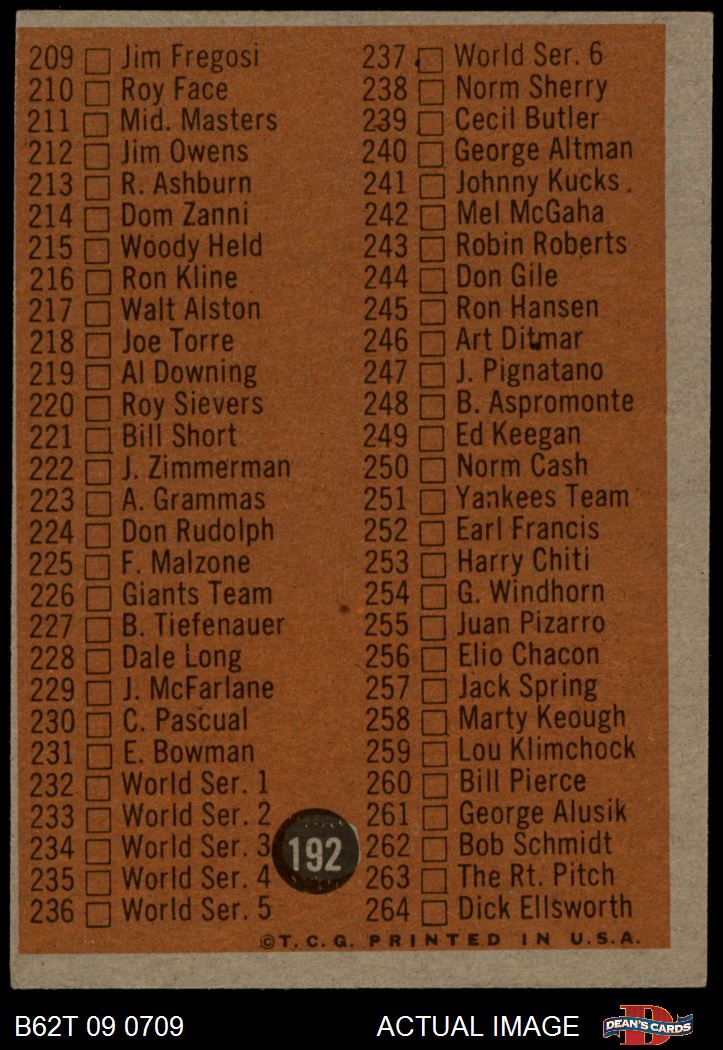 209 Jim Fregosi
210 Roy Face
211 Mid. Masters
212 Jim Owens
213 R. Ashburn
214 Dom Zanni
215 Woody Held
216 Ron Kline
217 Walt Alston
218 Joe Torre
219 Al Downing
220 Roy Sievers
221 Bill Short
222 J. Zimmerman
223 A. Grammas
224 Don Rudolph
225 F. Malzone
226 Giants Team
227 B. Tiefenauer
228 Dale Long
229 J. McFarlane
230 C. Pascual
231 E. Bowman
232 World Ser. 1
233 World Ser. 2
234 World Ser. 3
235 World Ser. 4
236 World Ser. 5
192
237 World Ser. 6
238 Norm Sherry
239 Cecil Butler
240 George Altman
241 Johnny Kucks
242 Mel McGaha
243 Robin Roberts
244 Don Gile
245 Ron Hansen
246 Art Ditmar
247 J. Pignatano
248 B. Aspromonte
249 Ed Keegan
250 Norm Cash
251 Yankees Team
252 Earl Francis
253 Harry Chiti
254 G. Windhorn
255 Juan Pizarro
256 Elio Chacon
257 Jack Spring
258 Marty Keough
259 Lou Klimchock
260 Bill Pierce
261 George Alusik
262 Bob Schmidt
263 The Rt. Pitch
264 Dick Ellsworth
©T.C.G. PRINTED IN U.S.A.
B62T 09 0709
ACTUAL IMAGE
D
DEAN'S CARDS